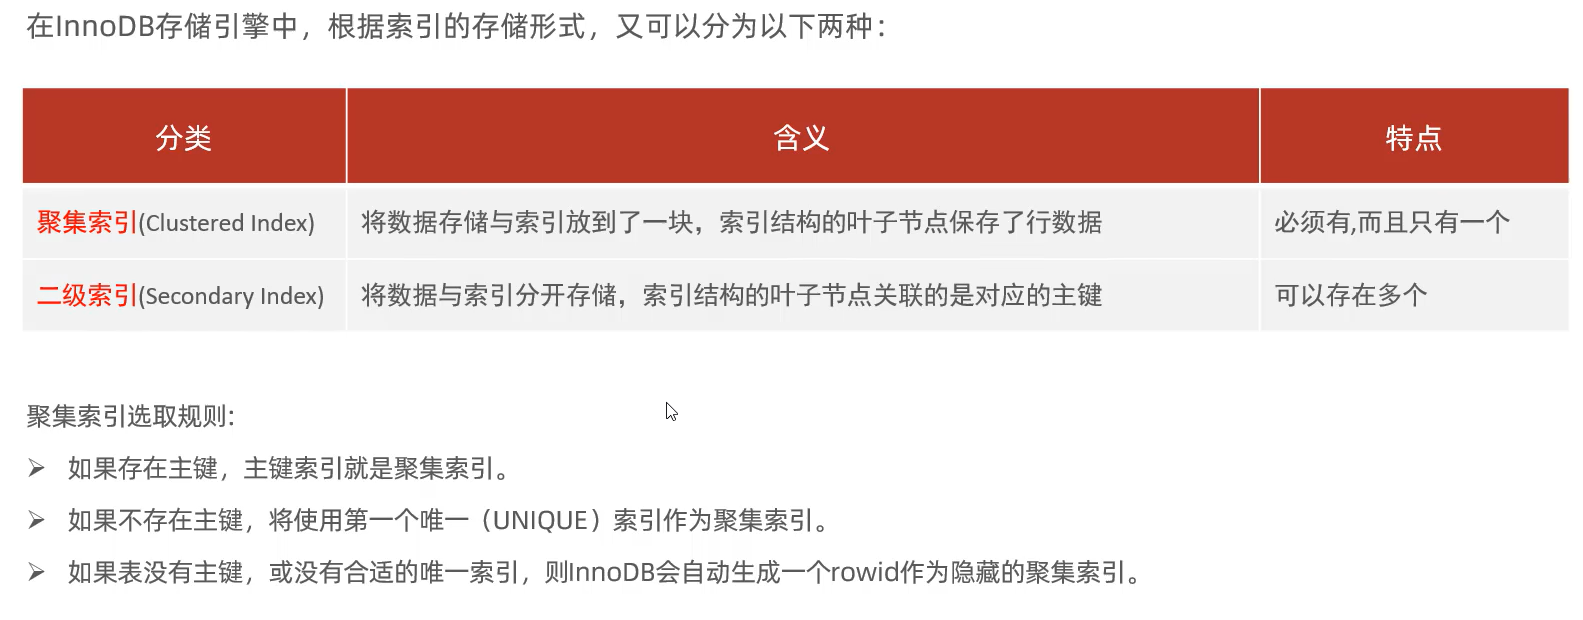 在InnoDB存储引擎中，根据索引的存储形式，又可以分为以下两种：
分类 含义 特点
聚集索引(Clustered Index) 将数据存储与索引放到了一块，索引结构的叶子节点保存了行数据 必须有,而且只有一个
二级索引(Secondary Index) 将数据与索引分开存储，索引结构的叶子节点关联的是对应的主键 可以存在多个
聚集索引选取规则:
➢ 如果存在主键，主键索引就是聚集索引。
➢ 如果不存在主键，将使用第一个唯一（UNIQUE）索引作为聚集索引。
➢ 如果表没有主键，或没有合适的唯一索引，则InnoDB会自动生成一个rowid作为隐藏的聚集索引。